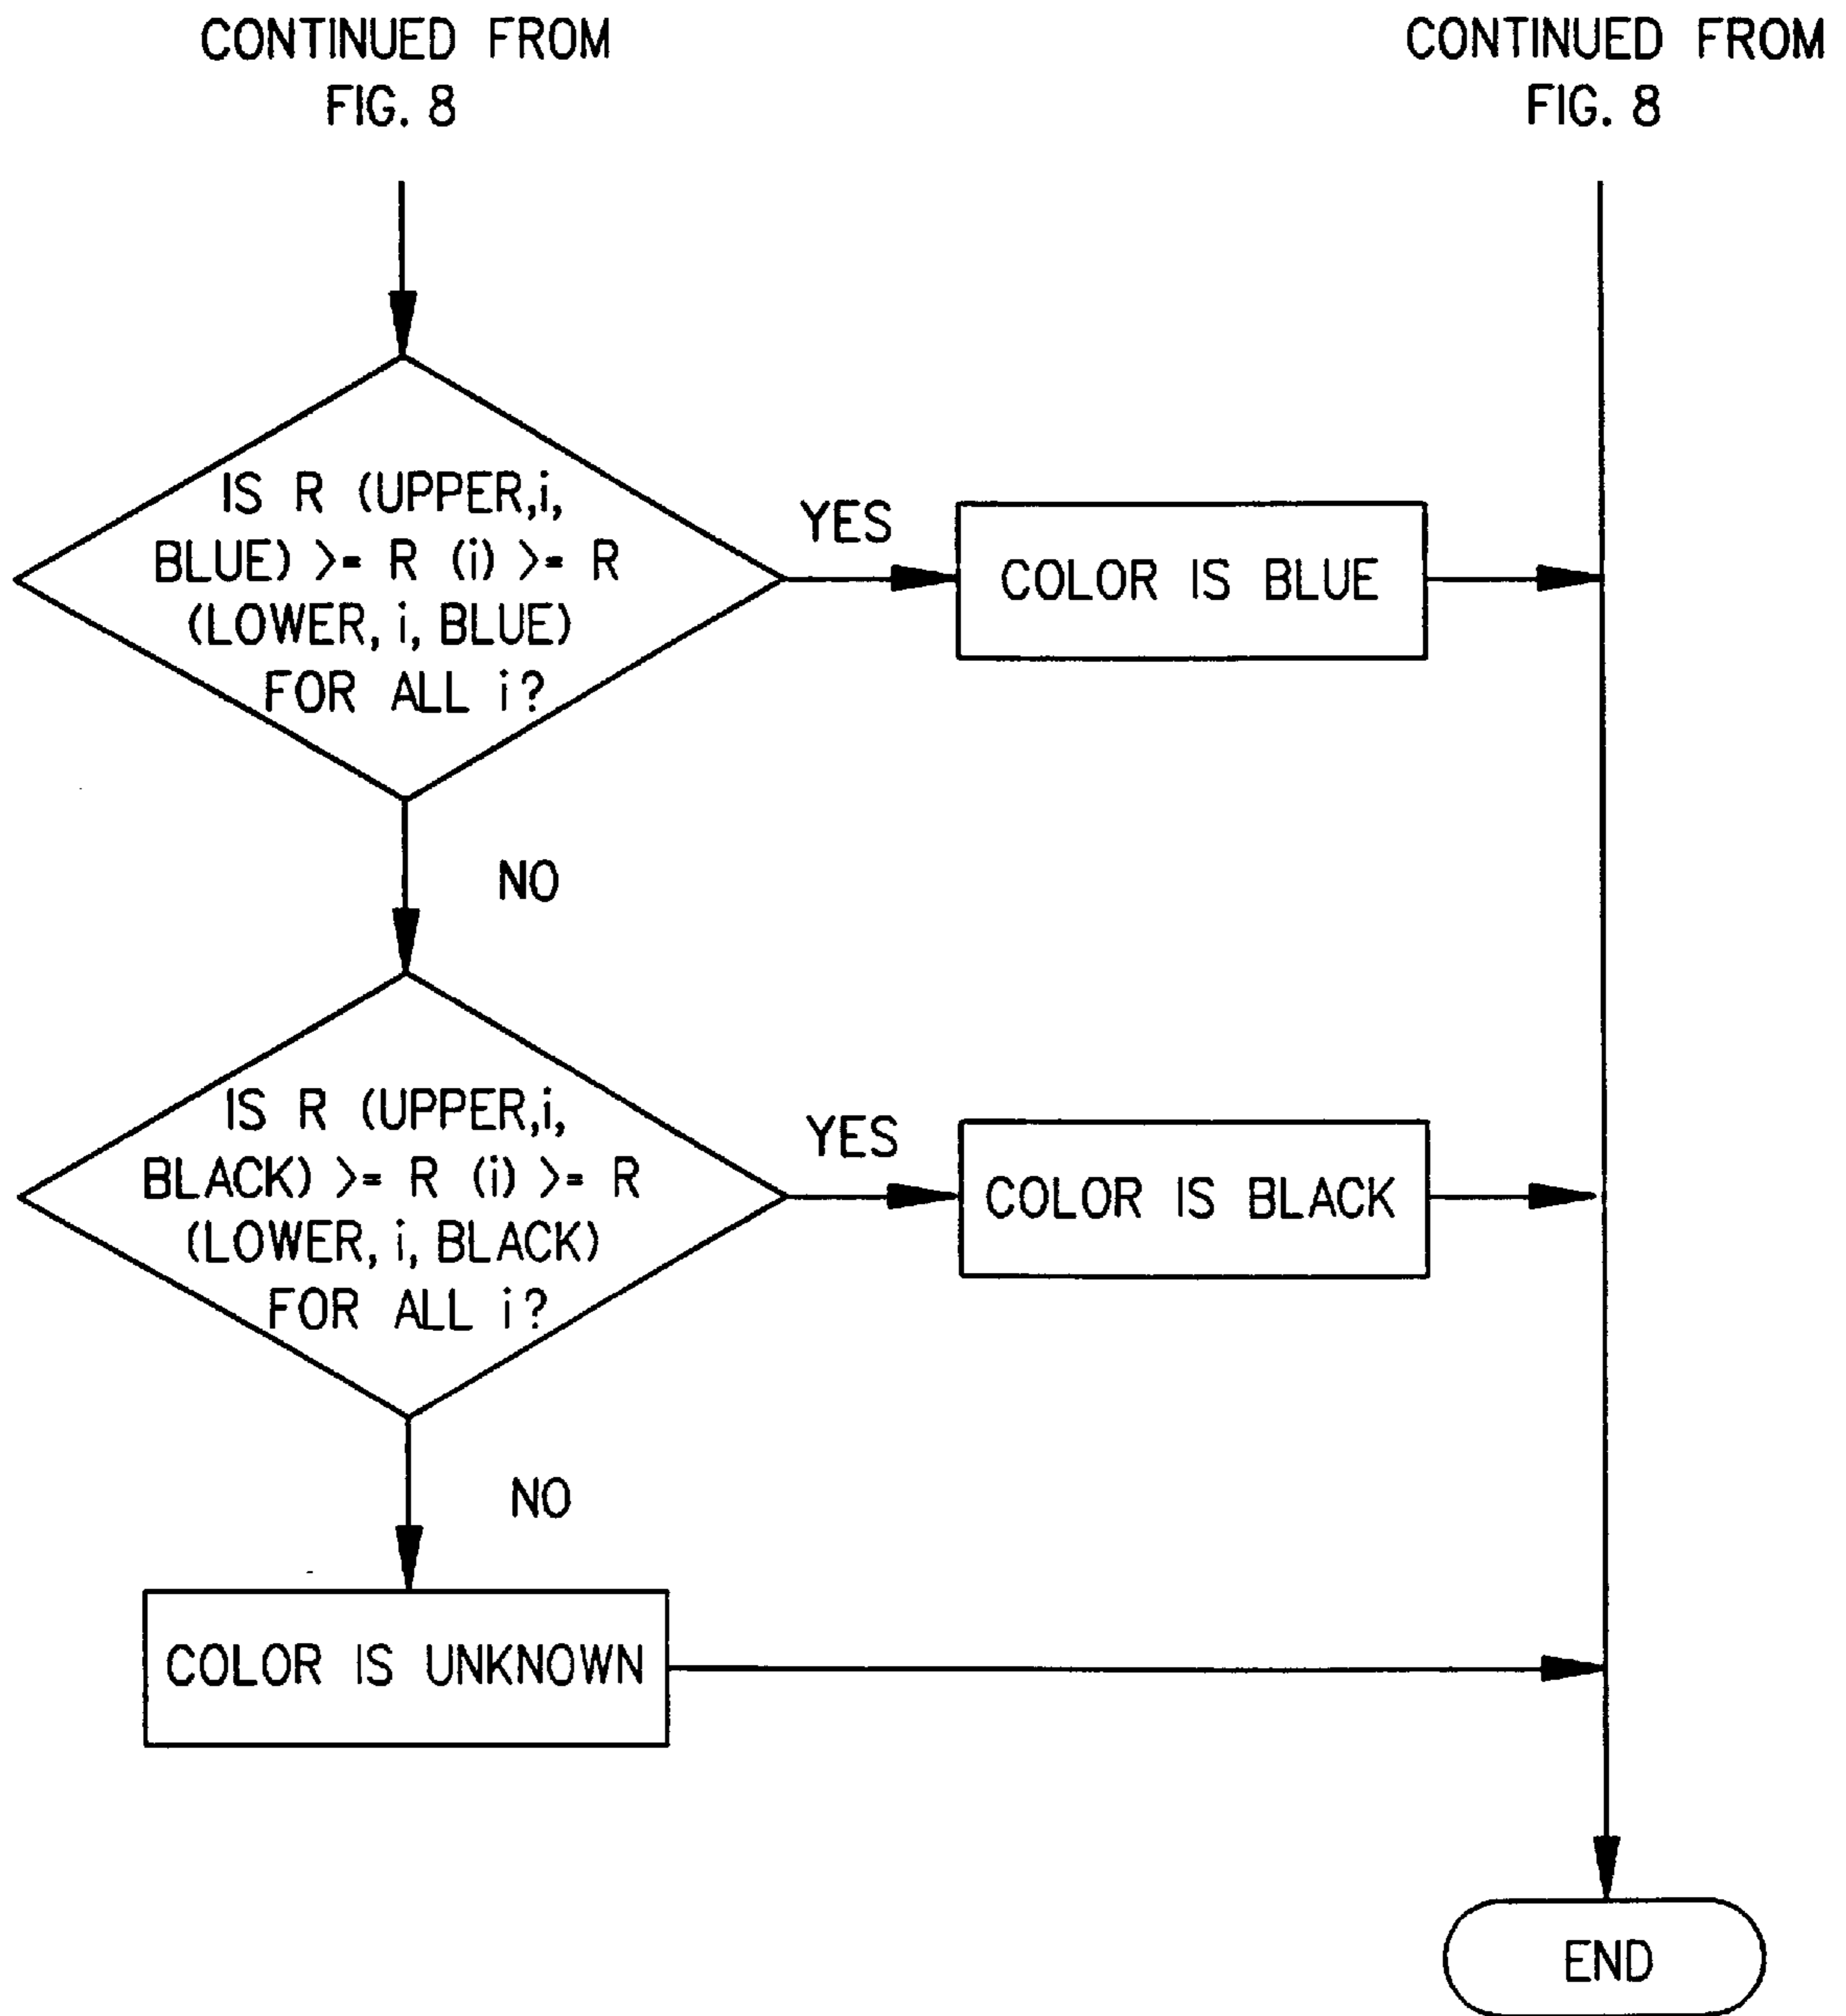 CONTINUED FROM
FIG. 8
CONTINUED FROM
FIG. 8
IS R (UPPER,i,
BLUE) >= R (i) >= R
(LOWER, i, BLUE)
FOR ALL i?
YES
COLOR IS BLUE
NO
IS R (UPPER,i,
BLACK) >= R (i) >= R
(LOWER, i, BLACK)
FOR ALL i?
YES
COLOR IS BLACK
NO
COLOR IS UNKNOWN
END